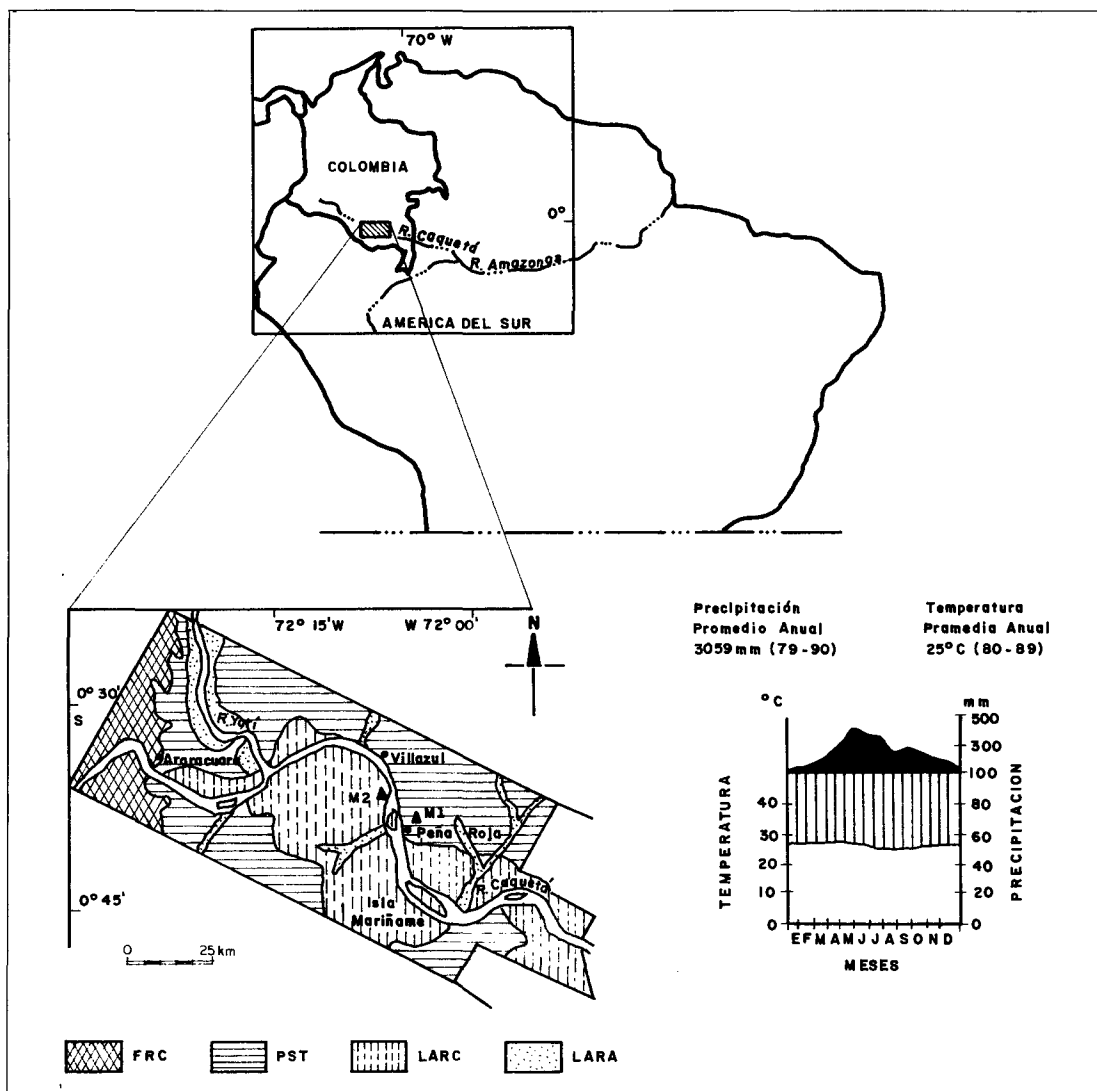 70° W
COLOMBIA
0°
R. Caquetá
R. Amazonas
AMERICA DEL SUR
72° 15' W
W 72° 00'
N
0° 30'
S
R. Yarí
Araracuara
Villazul
M2
M1
Peña Roja
R. Caquetá
Isla
Mariñame
0° 45'
0 25 km
Precipitación
Promedio Anual
3059 mm (79-90)
Temperatura
Pramedia Anual
25°C (80-89)
°C
mm
500
300
100
80
60
40
20
0
40
30
20
10
0
TEMPERATURA
PRECIPITACION
E F M A M J J A S O N D
MESES
FRC
PST
LARC
LARA